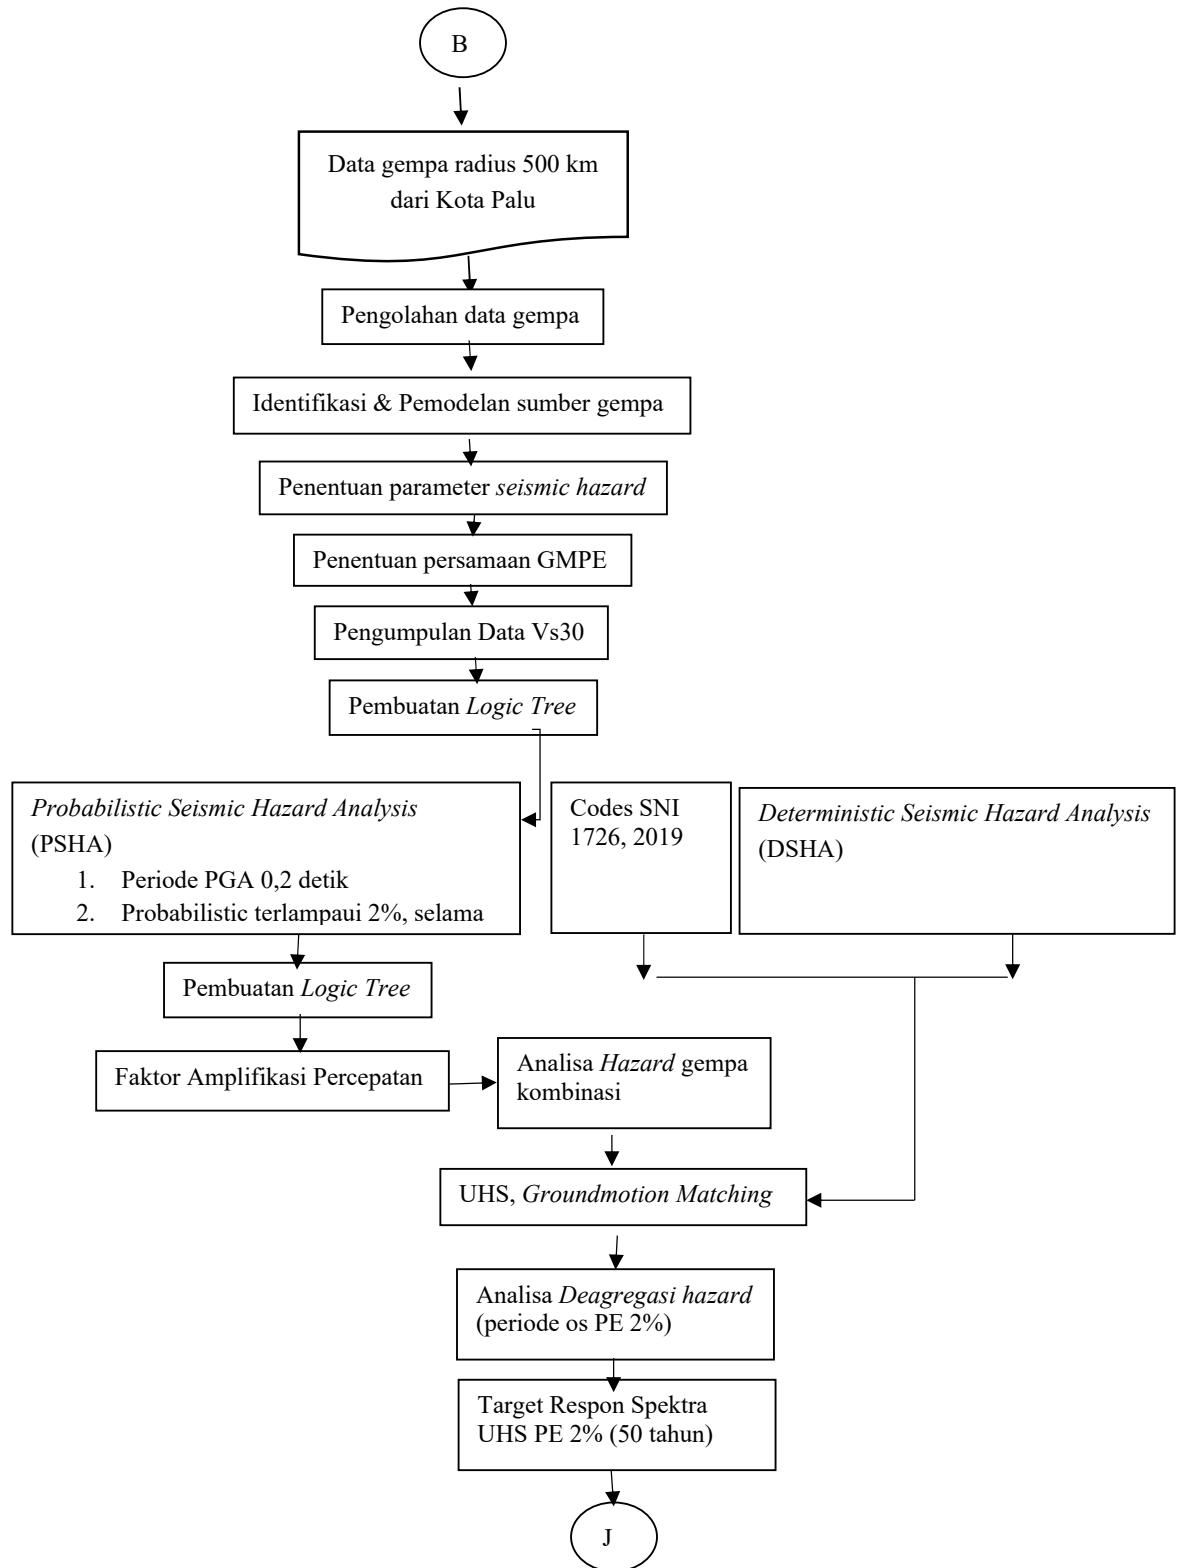 B
Data gempa radius 500 km
dari Kota Palu
Pengolahan data gempa
Identifikasi & Pemodelan sumber gempa
Penentuan parameter seismic hazard
Penentuan persamaan GMPE
Pengumpulan Data Vs30
Pembuatan Logic Tree
Probabilistic Seismic Hazard Analysis
(PSHA)
1. Periode PGA 0,2 detik
2. Probabilistic terlampaui 2%, selama
Codes SNI
1726, 2019
Deterministic Seismic Hazard Analysis
(DSHA)
Pembuatan Logic Tree
Faktor Amplifikasi Percepatan
Analisa Hazard gempa
kombinasi
UHS, Groundmotion Matching
Analisa Deagregasi hazard
(periode os PE 2%)
Target Respon Spektra
UHS PE 2% (50 tahun)
J